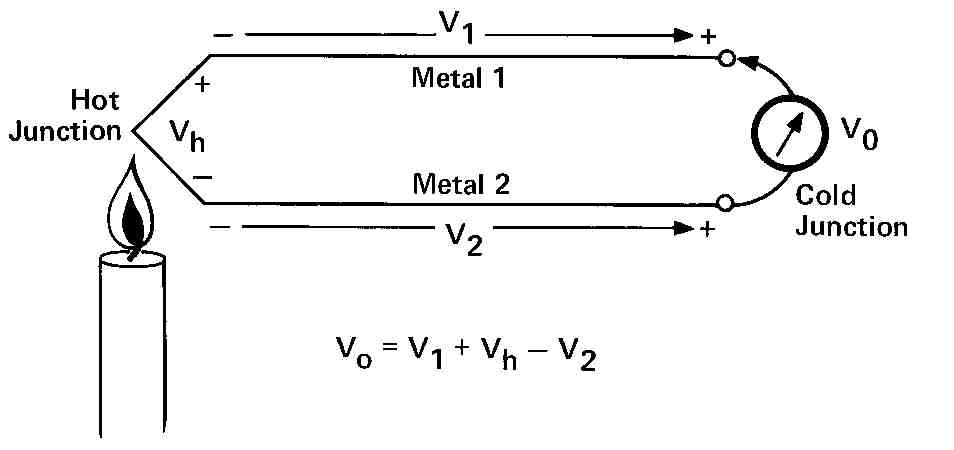 − V1 +
Metal 1
+
Hot
Junction
Vh
V0
−
Metal 2
Cold
Junction
− V2 +
Vo = V1 + Vh − V2